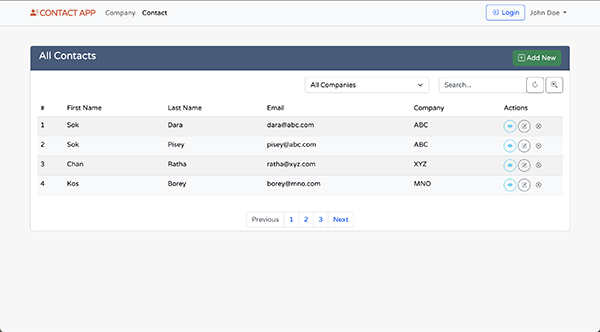 CONTACT APP Company Contact Login John Doe
All Contacts Add New
All Companies Search...
# First Name Last Name Email Company Actions
1 Sok Dara dara@abc.com ABC
2 Sok Pisey pisey@abc.com ABC
3 Chan Ratha ratha@xyz.com XYZ
4 Kos Borey borey@mno.com MNO
Previous 1 2 3 Next